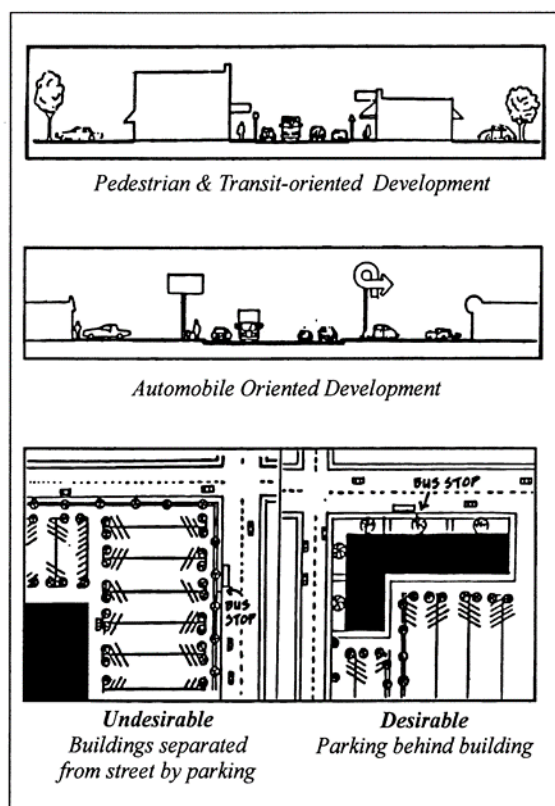 Pedestrian & Transit-oriented Development
Automobile Oriented Development
BUS STOP
BUS
STOP
Undesirable
Buildings separated
from street by parking
Desirable
Parking behind building